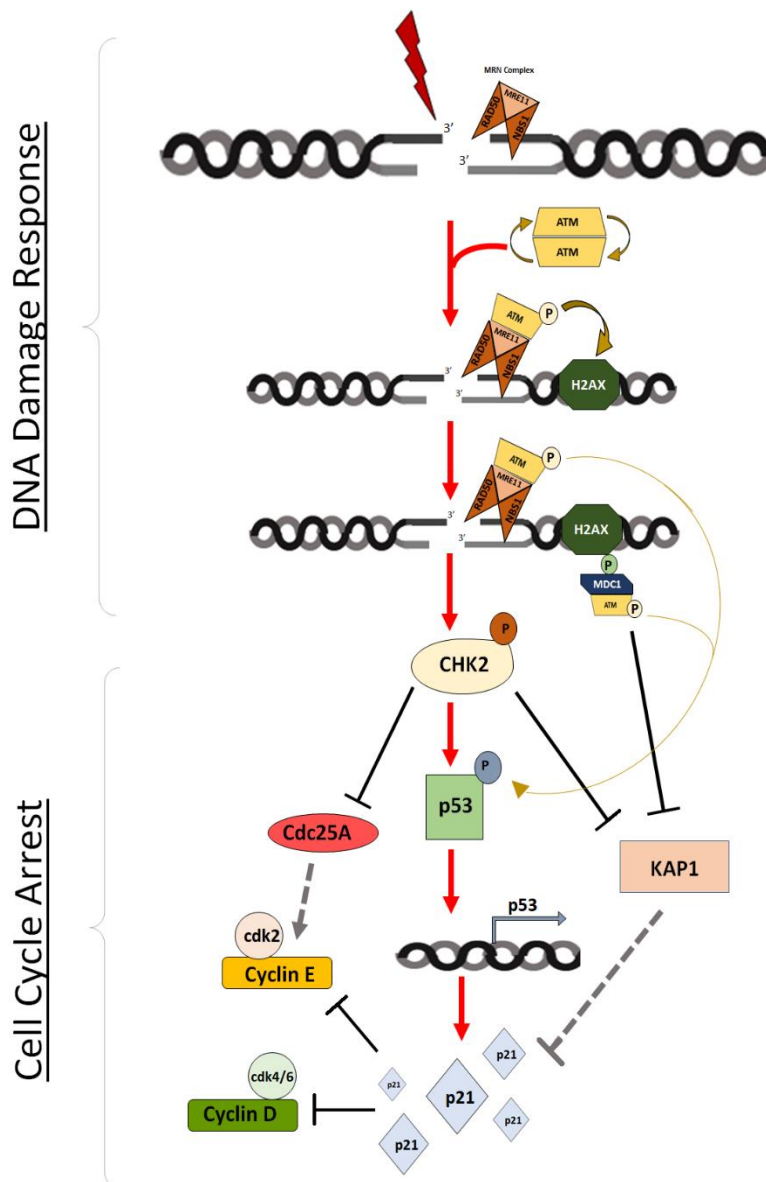 DNA Damage Response
MRN Complex
RAD50
MRE11
NBS1
3’
3’
ATM
ATM
ATM
P
RAD50
MRE11
NBS1
3’
3’
H2AX
ATM
P
RAD50
MRE11
NBS1
3’
3’
H2AX
P
MDC1
ATM
P
Cell Cycle Arrest
P
CHK2
P
p53
Cdc25A
KAP1
p53
cdk2
Cyclin E
cdk4/6
Cyclin D
p21
p21
p21
p21
p21